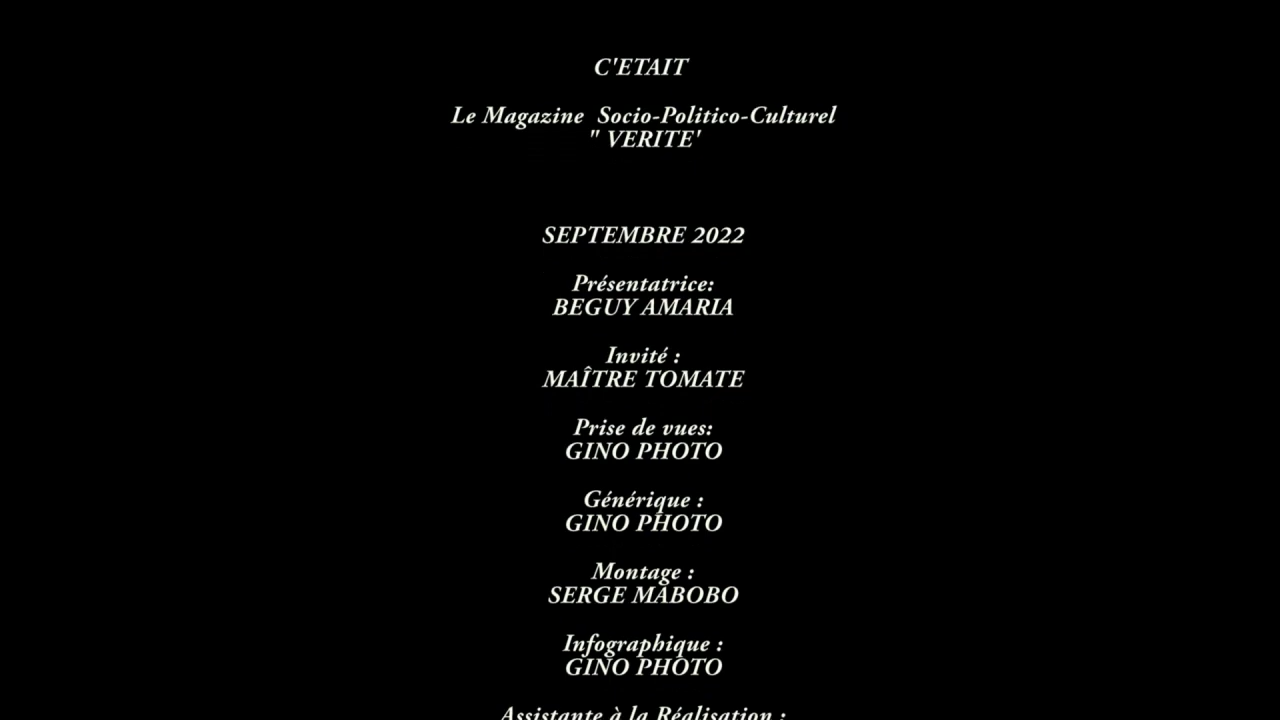 C'ETAIT
Le Magazine  Socio-Politico-Culturel
" VERITE'
SEPTEMBRE 2022
Présentatrice:
BEGUY AMARIA
Invité :
MAÎTRE TOMATE
Prise de vues:
GINO PHOTO
Générique :
GINO PHOTO
Montage :
SERGE MABOBO
Infographique :
GINO PHOTO
Assistante à la Réalisation :